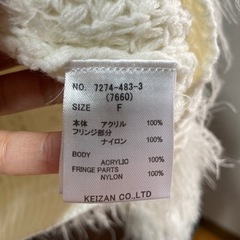 NO. 7274-483-3
(7660)
SIZE F
本体 アクリル 100%
フリンジ部分
ナイロン 100%
BODY
ACRYLIC 100%
FRINGE PARTS
NYLON 100%
KEIZAN CO.,LTD